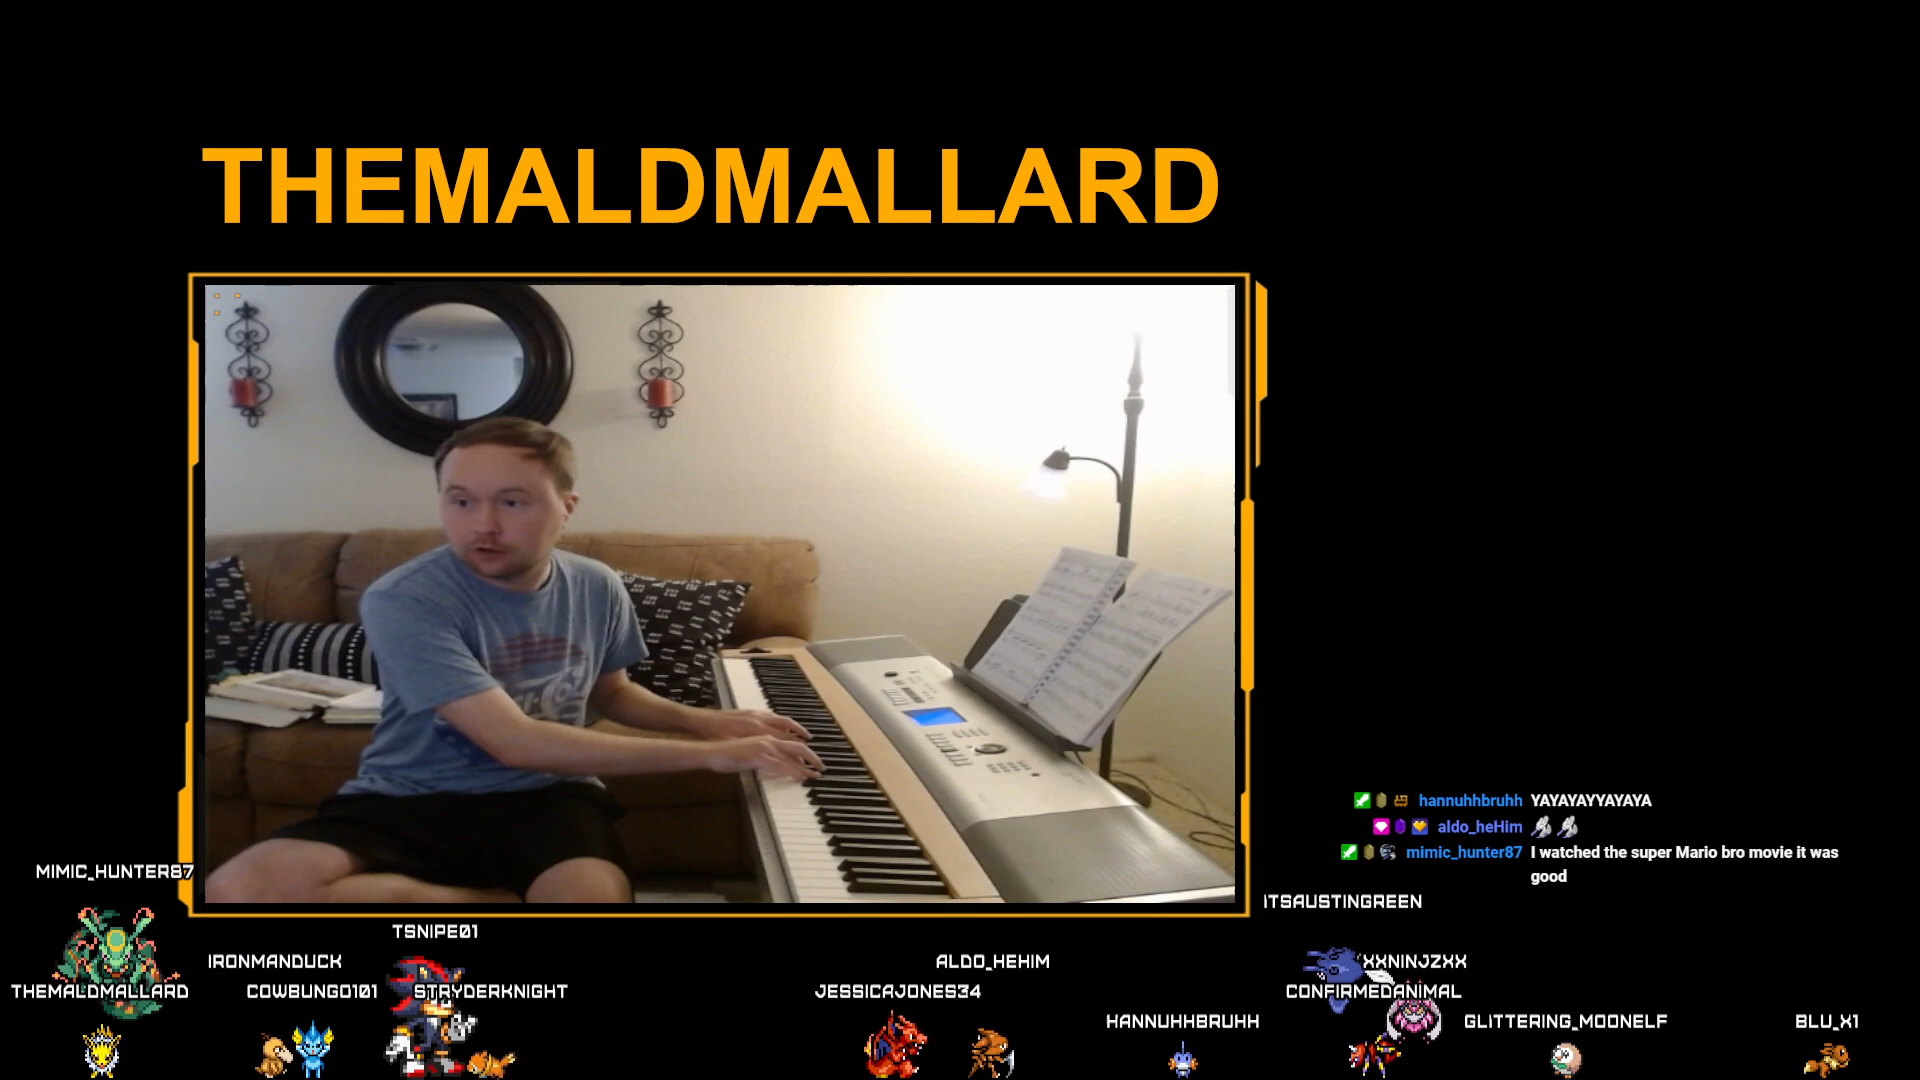 THEMALDMALLARD
hannuhhbruhh YAYAYAYYAYAYA
aldo_heHim
mimic_hunter87 I watched the super Mario bro movie it was
good
MIMIC_HUNTER87
ITSAUSTINGREEN
TSNIPE01
IRONMANDUCK
ALDO_HEHIM
XXNINJZXX
THEMALDMALLARD
COWBUNGO101
STRYDERKNIGHT
JESSICAJONES34
CONFIRMEDANIMAL
HANNUHHBRUHH
GLITTERING_MOONELF
BLU_X1